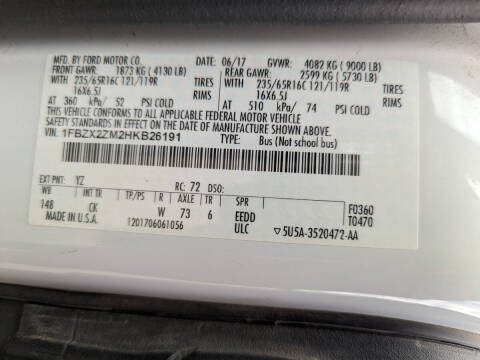 MFD. BY FORD MOTOR CO. 06/17 GVWR: 4082 KG ( 9000 LB)
FRONT GAWR: 1873 KG ( 4130 LB) REAR GAWR: 2599 KG ( 5730 LB)
WITH 235/65R16C 121/119R TIRES WITH 235/65R16C 121/119R TIRES
16X6.5J RIMS 16X6.5J RIMS
AT 360 kPa/ 52 PSI COLD AT 510 kPa/ 74 PSI COLD
THIS VEHICLE CONFORMS TO ALL APPLICABLE FEDERAL MOTOR VEHICLE
SAFETY STANDARDS IN EFFECT ON THE DATE OF MANUFACTURE SHOWN ABOVE.
VIN: 1FBZX2ZM2HKB26191 TYPE: Bus (Not school bus)
EXT PNT: YZ RC: 72 DSO:
WB INT TR TP/PS R AXLE TR SPR
148 CK W 73 6 EEDD F0360
MADE IN U.S.A. 1201706061056 ULC T0470
▽5U5A-3520472-AA